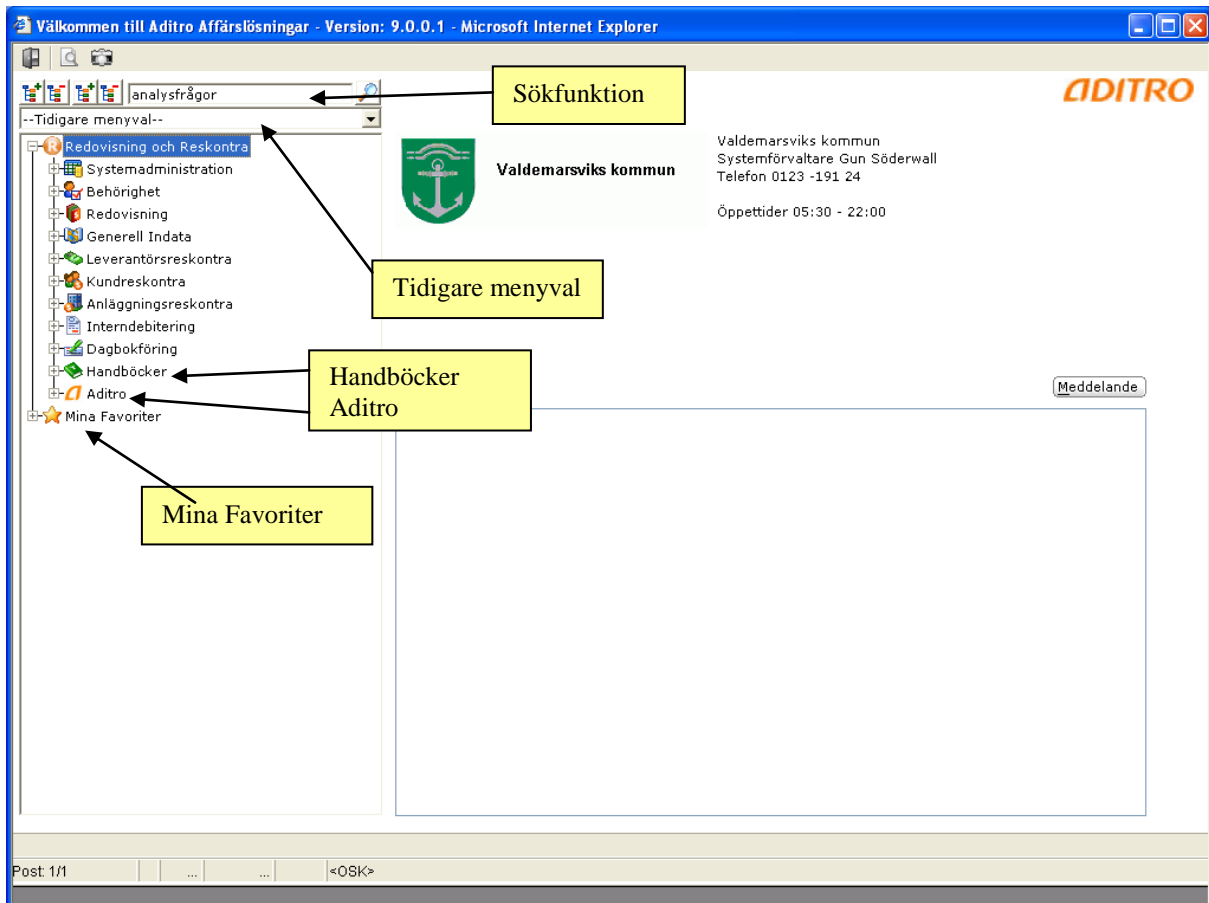 Välkommen till Aditro Affärslösningar - Version: 9.0.0.1 - Microsoft Internet Explorer
analysfrågor
Sökfunktion
ADITRO
--Tidigare menyval--
Redovisning och Reskontra
Systemadministration
Behörighet
Redovisning
Generell Indata
Leverantörsreskontra
Kundreskontra
Anläggningsreskontra
Interndebitering
Dagbokföring
Handböcker
Aditro
Mina Favoriter
Valdemarsviks kommun
Valdemarsviks kommun
Systemförvaltare Gun Söderwall
Telefon 0123 -191 24
Öppettider 05:30 - 22:00
Tidigare menyval
Handböcker
Aditro
Meddelande
Mina Favoriter
Post: 1/1 ... ... <OSK>